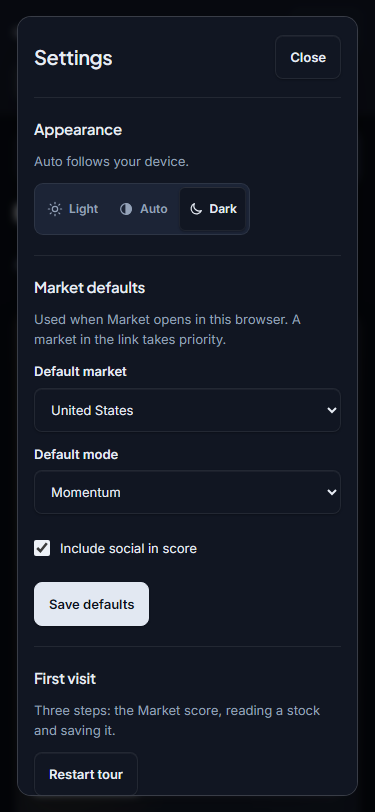 Settings
Close
Appearance
Auto follows your device.
Light
Auto
Dark
Market defaults
Used when Market opens in this browser. A
market in the link takes priority.
Default market
United States
Default mode
Momentum
Include social in score
Save defaults
First visit
Three steps: the Market score, reading a stock
and saving it.
Restart tour